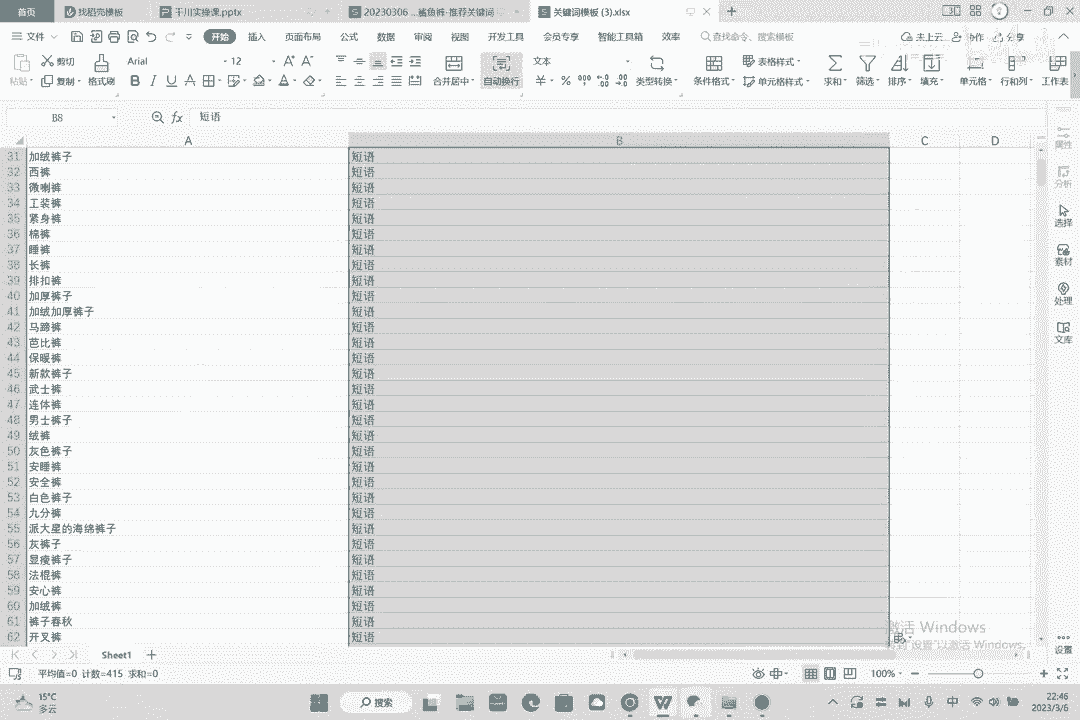 首页 找稻壳模板 干川实操课.pptx 20230306 ...鲨鱼裤-推荐关键词 关键词模板 (3).xlsx
文件 开始 插入 页面布局 公式 数据 审阅 视图 开发工具 会员专享 智能工具箱 效率 查找命令、搜索模板 未上云 协作 分享
粘贴 剪切 复制 格式刷 Arial 12 合并居中 自动换行 文本 类型转换 条件格式 表格样式 单元格样式 求和 筛选 排序 填充 单元格 行和列 工作表
B8 fx 短语
A B C D
31 加绒裤子 短语
32 西裤 短语
33 微喇裤 短语
34 工装裤 短语
35 紧身裤 短语
36 棉裤 短语
37 睡裤 短语
38 长裤 短语
39 排扣裤 短语
40 加厚裤子 短语
41 加绒加厚裤子 短语
42 马蹄裤 短语
43 芭比裤 短语
44 保暖裤 短语
45 新款裤子 短语
46 武士裤 短语
47 连体裤 短语
48 男士裤子 短语
49 绒裤 短语
50 灰色裤子 短语
51 安睡裤 短语
52 安全裤 短语
53 白色裤子 短语
54 九分裤 短语
55 派大星的海绵裤子 短语
56 灰裤子 短语
57 显瘦裤子 短语
58 法棍裤 短语
59 安心裤 短语
60 加绒裤 短语
61 裤子春秋 短语
62 开叉裤 短语
属性
分析
选择
素材
处理
文库
设置
激活 Windows
转到"设置"以激活 Windows。
Sheet1
平均值=0 计数=415 求和=0 100%
15°C
多云
搜索
中
22:46
2023/3/6